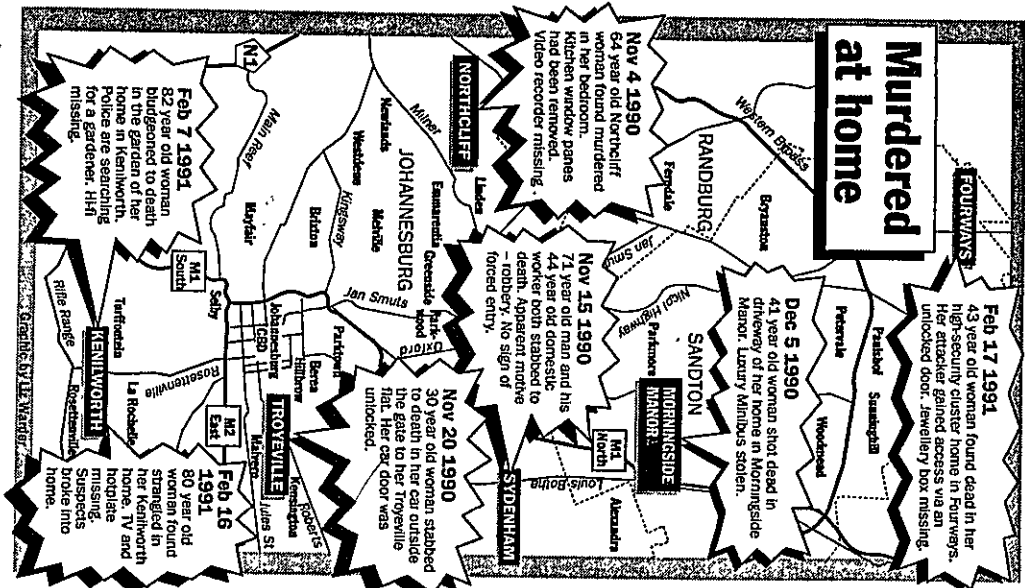 Murdered
at home
FOURWAYS
Feb 17 1991
43 year old woman found dead in her
high-security cluster home in Fourways.
Her attacker gained access via an
unlocked door. Jewellery box missing.
Western Bypass
Bryanston
Petervale
Paulshof
Sunninghill
Woodmead
Nov 4 1990
64 year old Northcliff
woman found murdered
in her bedroom.
Kitchen window panes
had been removed.
Video recorder missing.
RANDBURG
Ferndale
Jan Smuts
Nicol Highway
Dec 5 1990
41 year old woman shot dead in
driveway of her home in Morningside
Manor. Luxury Minibus stolen.
SANDTON
Parkmore
MORNINGSIDE
MANOR
NORTHCLIFF
Linden
Milner
Emmarentia
Greenside
JOHANNESBURG
Newlands
Melville
Westdene
Kingsway
Brixton
Nov 15 1990
71 year old man and his
44 year old domestic
worker both stabbed to
death. Apparent motive
– robbery. No sign of
forced entry.
M1
North
Louis Botha
Alexandra
SYDENHAM
Jan Smuts
Park
wood
Oxford
Parktown
Berea
Hillbrow
Johannesburg
CBD
Nov 20 1990
30 year old woman stabbed
to death in her car outside
the gate to her Troyeville
flat. Her car door was
unlocked.
N1
Main Reef
Mayfair
Selby
TROYEVILLE
Malvern
Kensington
Roberts
Jules St
Feb 7 1991
82 year old woman
bludgeoned to death
in the garden of her
home in Kenilworth.
Police are searching
for a gardener. Hi-fi
missing.
M1
South
M2
East
Rifle Range
Turffontein
KENILWORTH
La Rochelle
Rosettenville
Rosettenville
Feb 16
1991
80 year old
woman found
strangled in
her Kenilworth
home. TV and
hotplate
missing.
Suspects
broke into
home.
Graphic by Liz Warder